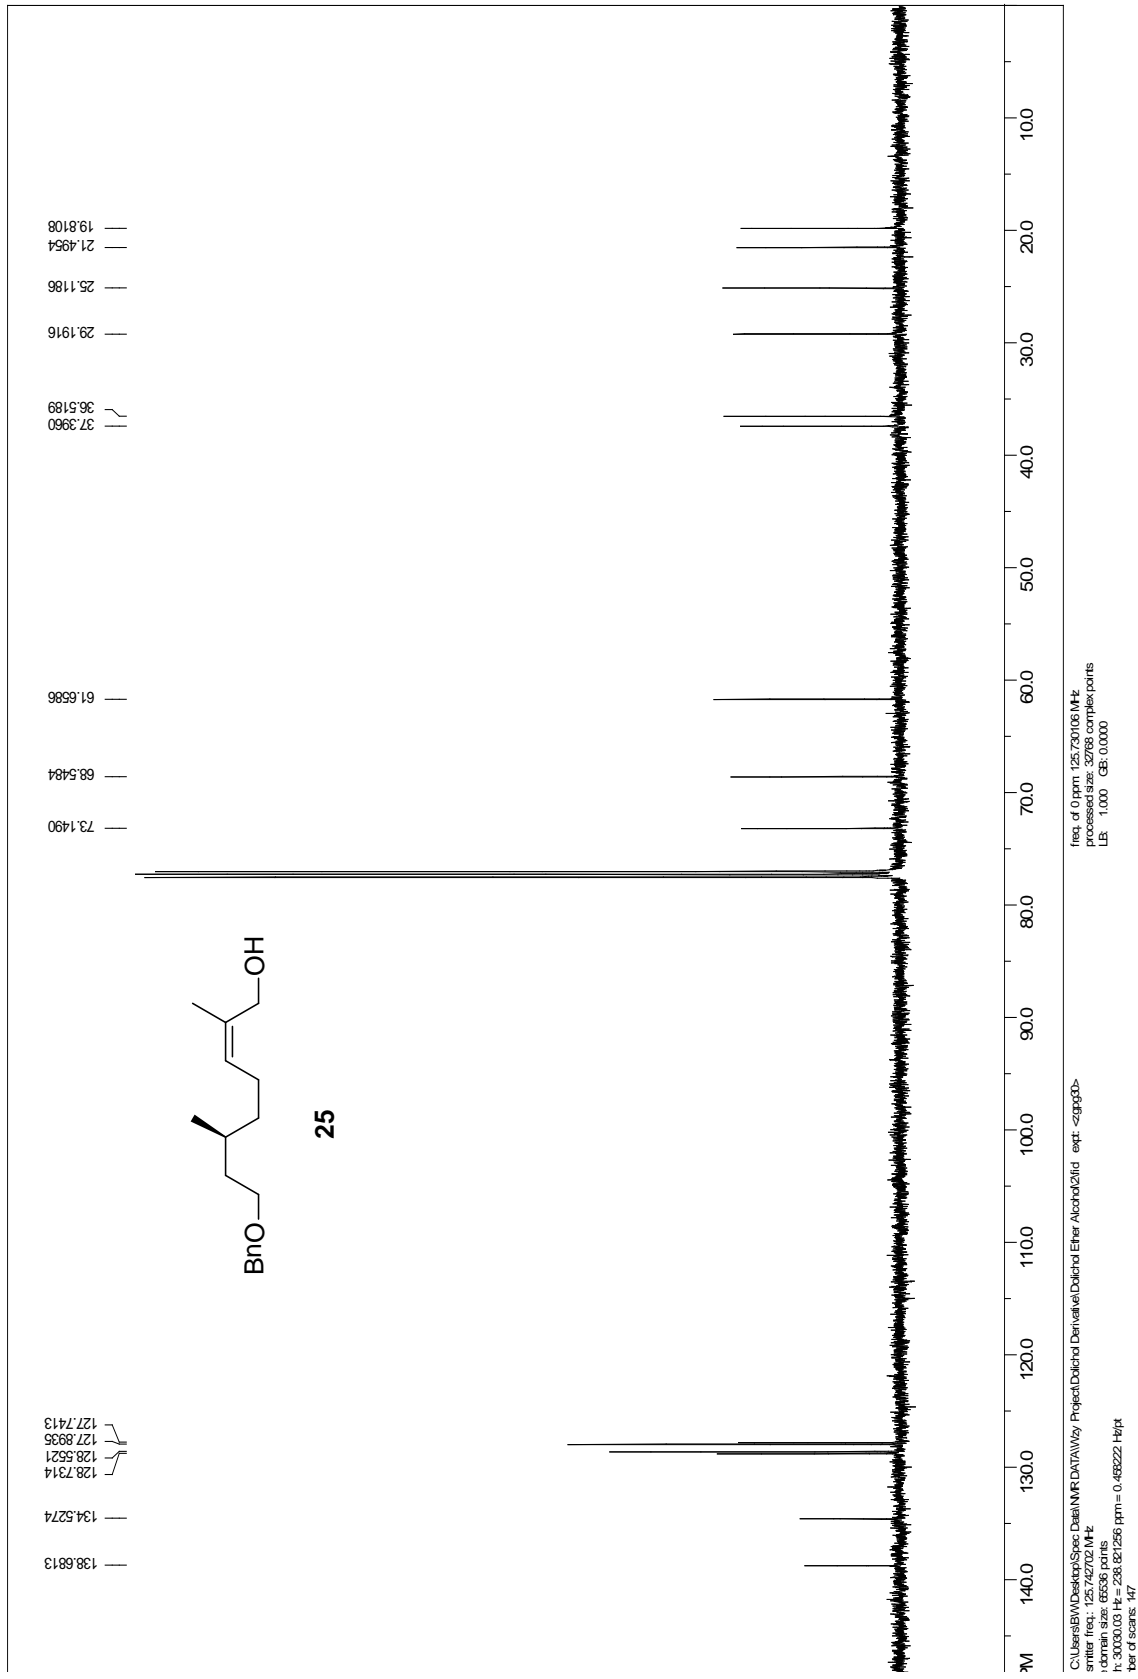 19.8108
21.4954
25.1186
29.1916
36.5189
37.3960
61.6586
68.5484
73.1490
127.7413
127.8935
128.5521
128.7314
134.5274
138.6813
OH
BnO
25
10.0
20.0
30.0
40.0
50.0
60.0
70.0
80.0
90.0
100.0
110.0
120.0
130.0
140.0
PM
C:\Users\BW\Desktop\Spec Data\NMR DATA\Wzy Project\Dolichol Derivative\Dolichol Ether Alcohol\2\fid expt: <zgpg30>
smitter freq.: 125.742702 MHz
domain size: 65536 points
h: 30030.03 Hz = 238.821256 ppm = 0.458222 Hz/pt
ber of scans: 147
freq. of 0 ppm: 125.730106 MHz
processed size: 32768 complex points
LB: 1.000 GB: 0.0000